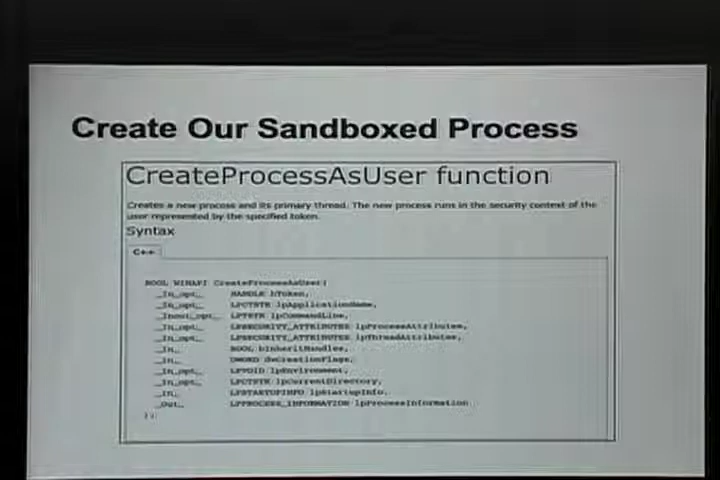 Create Our Sandboxed Process
CreateProcessAsUser function
Creates a new process and its primary thread. The new process runs in the security context of the
user represented by the specified token.
Syntax
C++
BOOL WINAPI CreateProcessAsUser(
_In_opt_ HANDLE hToken,
_In_opt_ LPCTSTR lpApplicationName,
_Inout_opt_ LPTSTR lpCommandLine,
_In_opt_ LPSECURITY_ATTRIBUTES lpProcessAttributes,
_In_opt_ LPSECURITY_ATTRIBUTES lpThreadAttributes,
_In_ BOOL bInheritHandles,
_In_ DWORD dwCreationFlags,
_In_opt_ LPVOID lpEnvironment,
_In_opt_ LPCTSTR lpCurrentDirectory,
_In_ LPSTARTUPINFO lpStartupInfo,
_Out_ LPPROCESS_INFORMATION lpProcessInformation
);